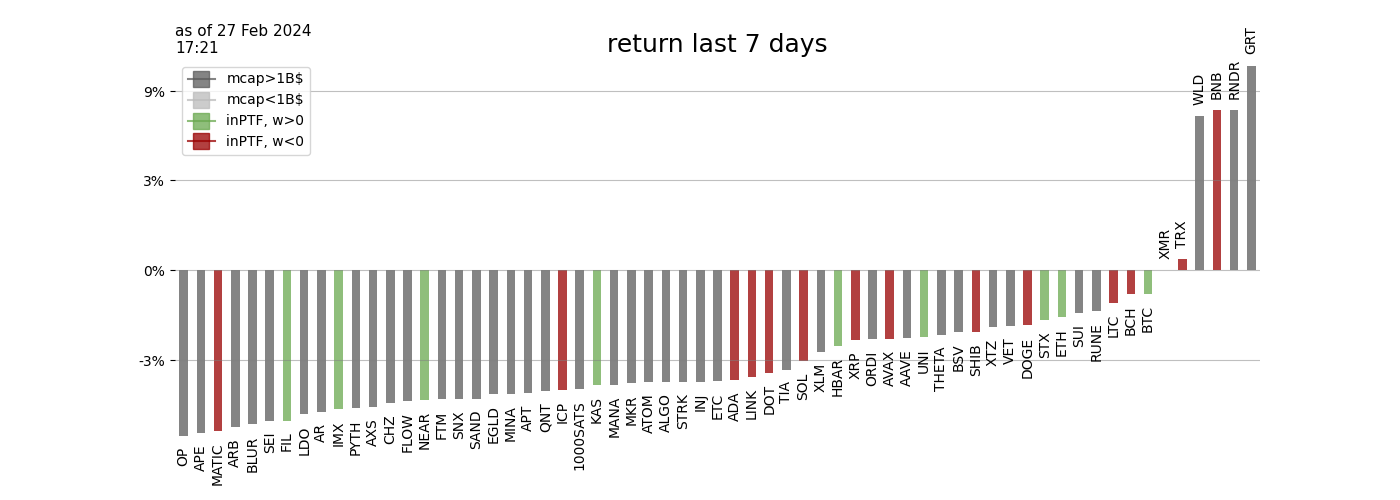 as of 27 Feb 2024
17:21
return last 7 days
mcap>1B$
mcap<1B$
inPTF, w>0
inPTF, w<0
9%
3%
0%
-3%
OP
APE
MATIC
ARB
BLUR
SEI
FIL
LDO
AR
IMX
PYTH
AXS
CHZ
FLOW
NEAR
FTM
SNX
SAND
EGLD
MINA
APT
QNT
ICP
1000SATS
KAS
MANA
MKR
ATOM
ALGO
STRK
INJ
ETC
ADA
LINK
DOT
TIA
SOL
XLM
HBAR
XRP
ORDI
AVAX
AAVE
UNI
THETA
BSV
SHIB
XTZ
VET
DOGE
STX
ETH
SUI
RUNE
LTC
BCH
BTC
XMR
TRX
WLD
BNB
RNDR
GRT